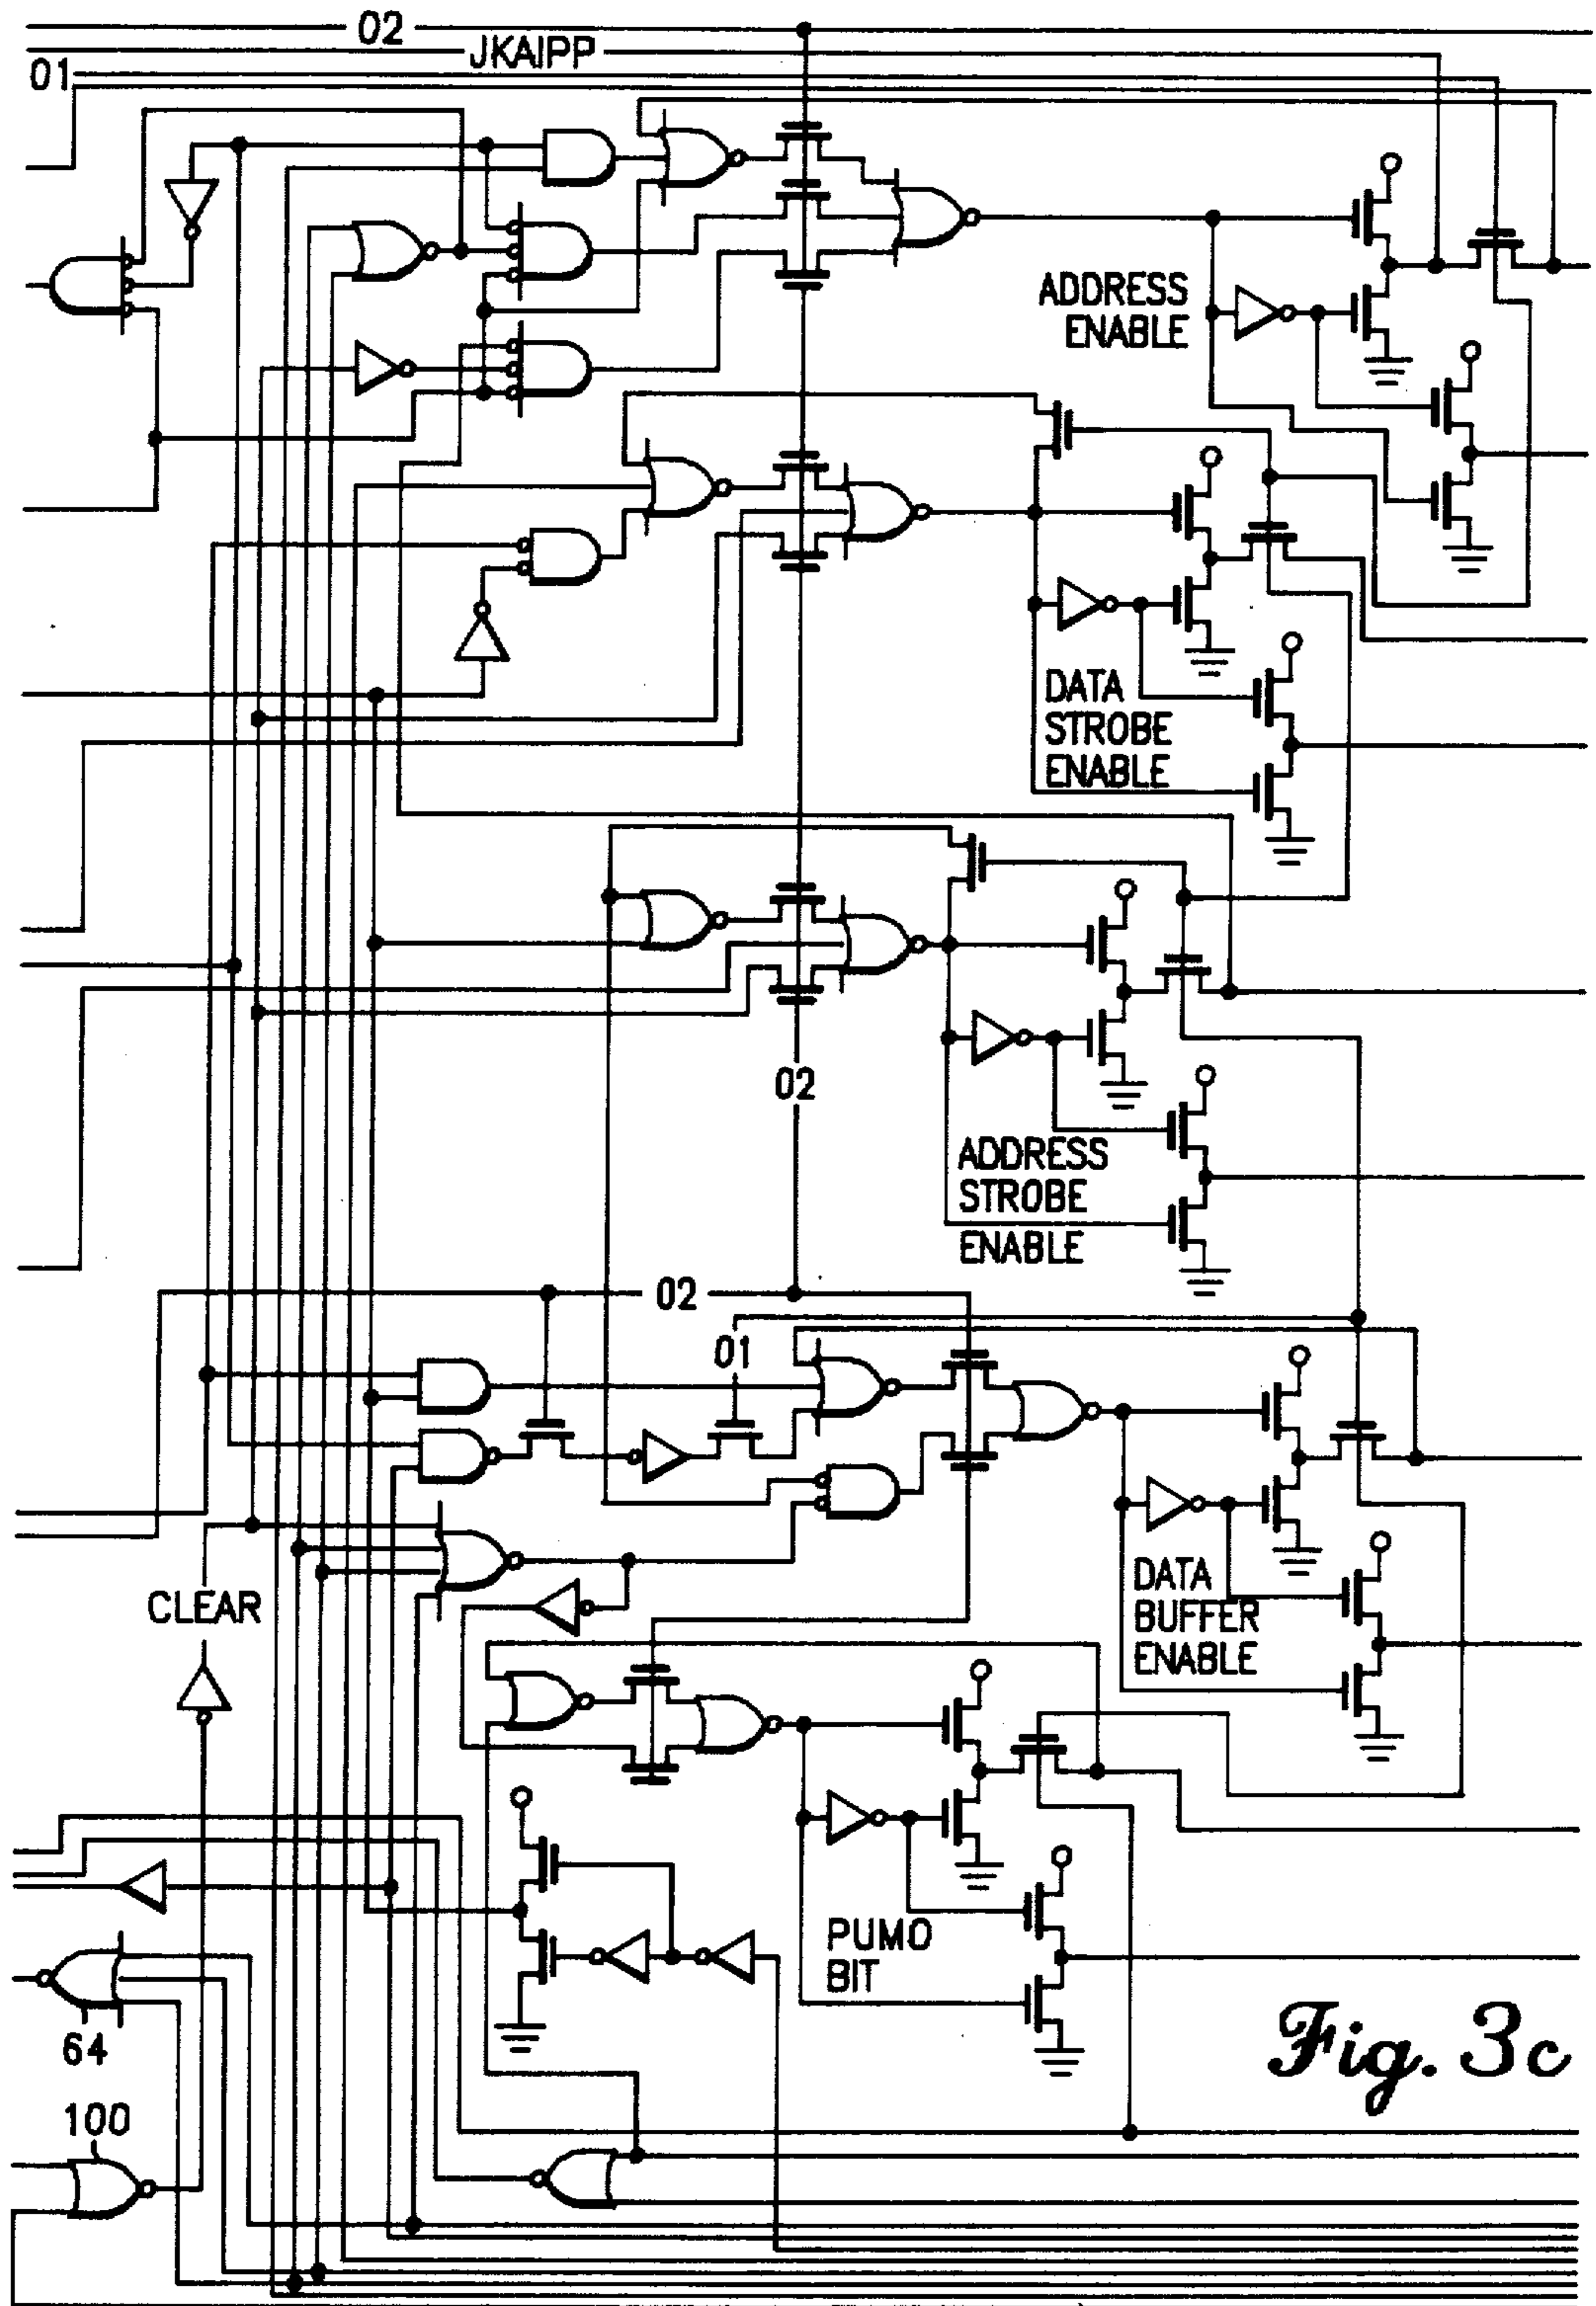 02
JKAIPP
01
ADDRESS
ENABLE
DATA
STROBE
ENABLE
02
ADDRESS
STROBE
ENABLE
02
01
DATA
BUFFER
ENABLE
CLEAR
PUMO
BIT
64
100
Fig. 3c